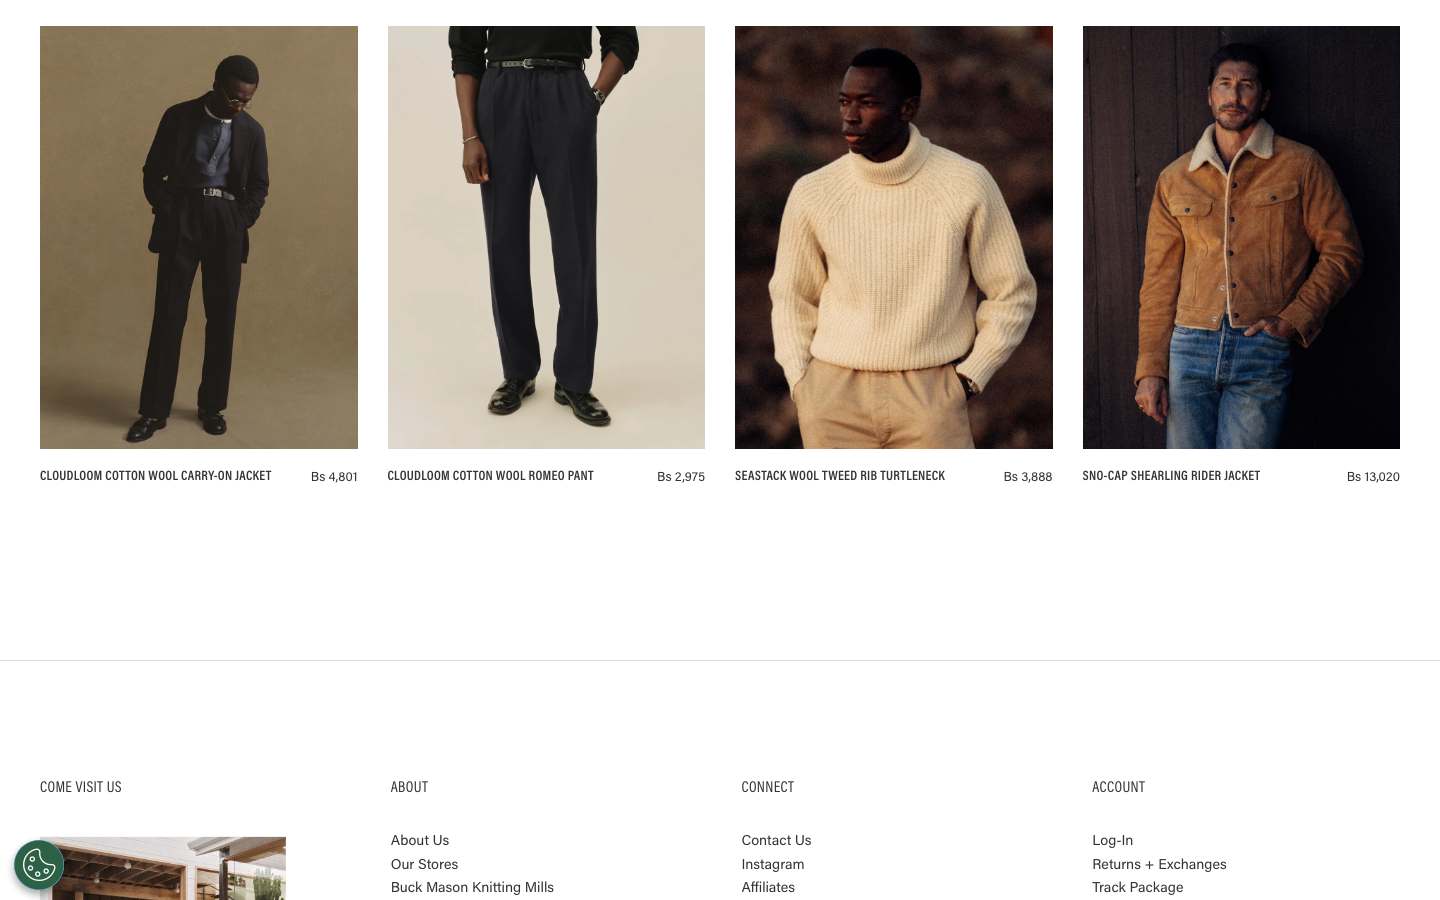 CLOUDLOOM COTTON WOOL CARRY-ON JACKET
Bs 4,801
CLOUDLOOM COTTON WOOL ROMEO PANT
Bs 2,975
SEASTACK WOOL TWEED RIB TURTLENECK
Bs 3,888
SNO-CAP SHEARLING RIDER JACKET
Bs 13,020
COME VISIT US
ABOUT
About Us
Our Stores
Buck Mason Knitting Mills
CONNECT
Contact Us
Instagram
Affiliates
ACCOUNT
Log-In
Returns + Exchanges
Track Package